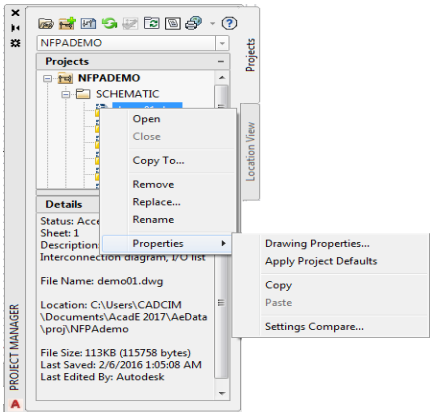 NFPADEMO
Projects
NFPADEMO
SCHEMATIC
Open
Close
Copy To...
Remove
Replace...
Rename
Properties
Drawing Properties...
Apply Project Defaults
Copy
Paste
Settings Compare...
Details
Status: Acce
Sheet: 1
Description:
Interconnection diagram, I/O list
File Name: demo01.dwg
Location: C:\Users\CADCIM
\Documents\AcadE 2017\AeData
\proj\NFPAdemo
File Size: 113KB (115758 bytes)
Last Saved: 2/6/2016 1:05:08 AM
Last Edited By: Autodesk
Projects
Location View
PROJECT MANAGER